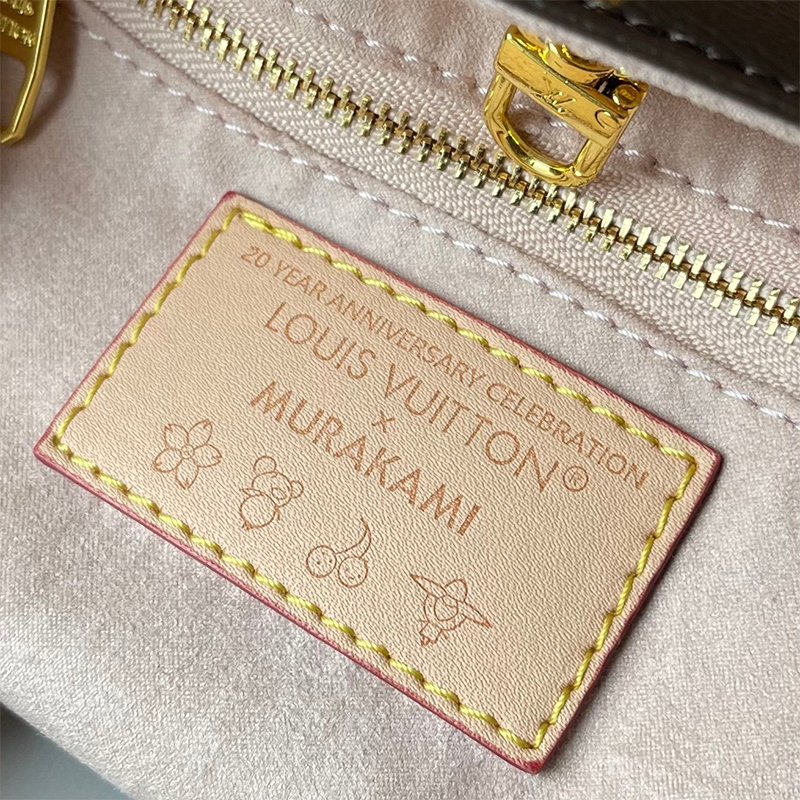 20 YEAR ANNIVERSARY CELEBRATION
LOUIS VUITTON®
×
MURAKAMI